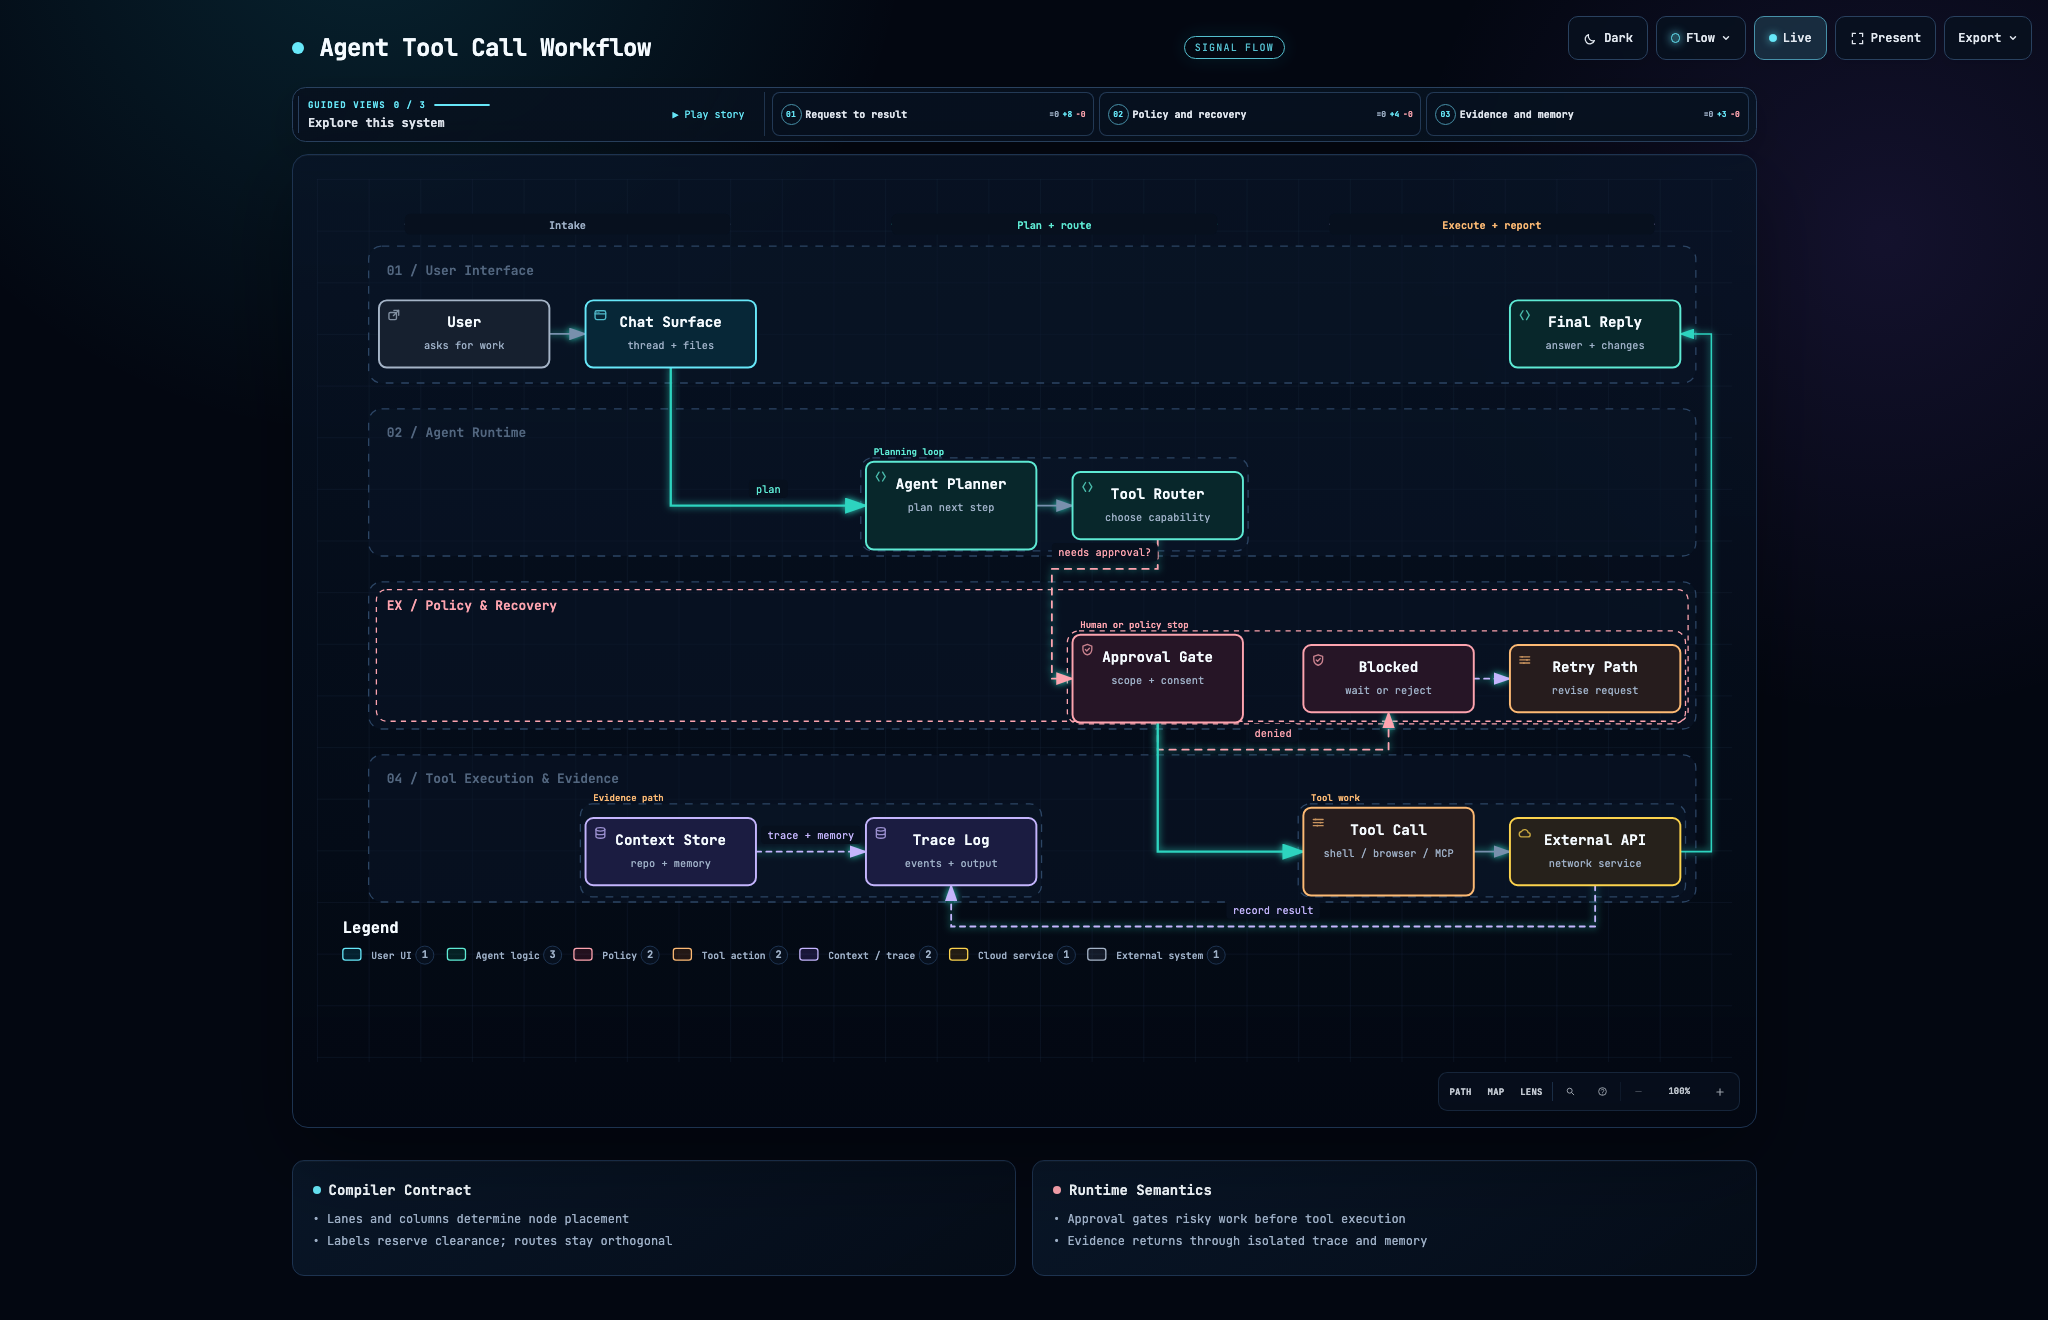 Agent Tool Call Workflow
SIGNAL FLOW
Dark
Flow
Live
Present
Export
GUIDED VIEWS 0 / 3
Explore this system
▶ Play story
01 Request to result =0 +8 -0
02 Policy and recovery =0 +4 -0
03 Evidence and memory =0 +3 -0
Intake
Plan + route
Execute + report
01 / User Interface
User
asks for work
Chat Surface
thread + files
Final Reply
answer + changes
02 / Agent Runtime
plan
Planning loop
Agent Planner
plan next step
Tool Router
choose capability
needs approval?
EX / Policy & Recovery
Human or policy stop
Approval Gate
scope + consent
Blocked
wait or reject
Retry Path
revise request
denied
04 / Tool Execution & Evidence
Evidence path
Context Store
repo + memory
trace + memory
Trace Log
events + output
Tool work
Tool Call
shell / browser / MCP
External API
network service
record result
Legend
User UI 1
Agent logic 3
Policy 2
Tool action 2
Context / trace 2
Cloud service 1
External system 1
PATH
MAP
LENS
100%
Compiler Contract
• Lanes and columns determine node placement
• Labels reserve clearance; routes stay orthogonal
Runtime Semantics
• Approval gates risky work before tool execution
• Evidence returns through isolated trace and memory